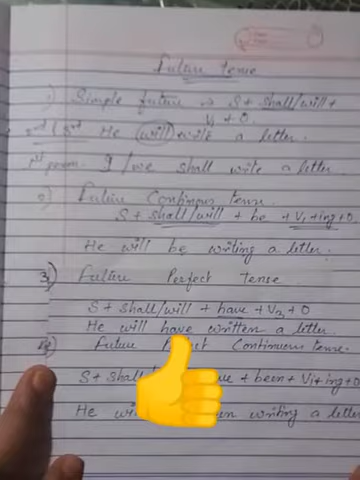 Future tense
1) Simple future → S + shall/will +
V1 + O.
2nd/3rd He will write a letter.
1st person. I/we shall write a letter.
2) Future Continuous tense.
S + shall/will + be + V1 + ing + O
He will be writing a letter.
3) Future Perfect Tense
S + shall/will + have + V3 + O
He will have written a letter
Future Continuous tense.
S + + been + V1 + ing + O
He writing a letter